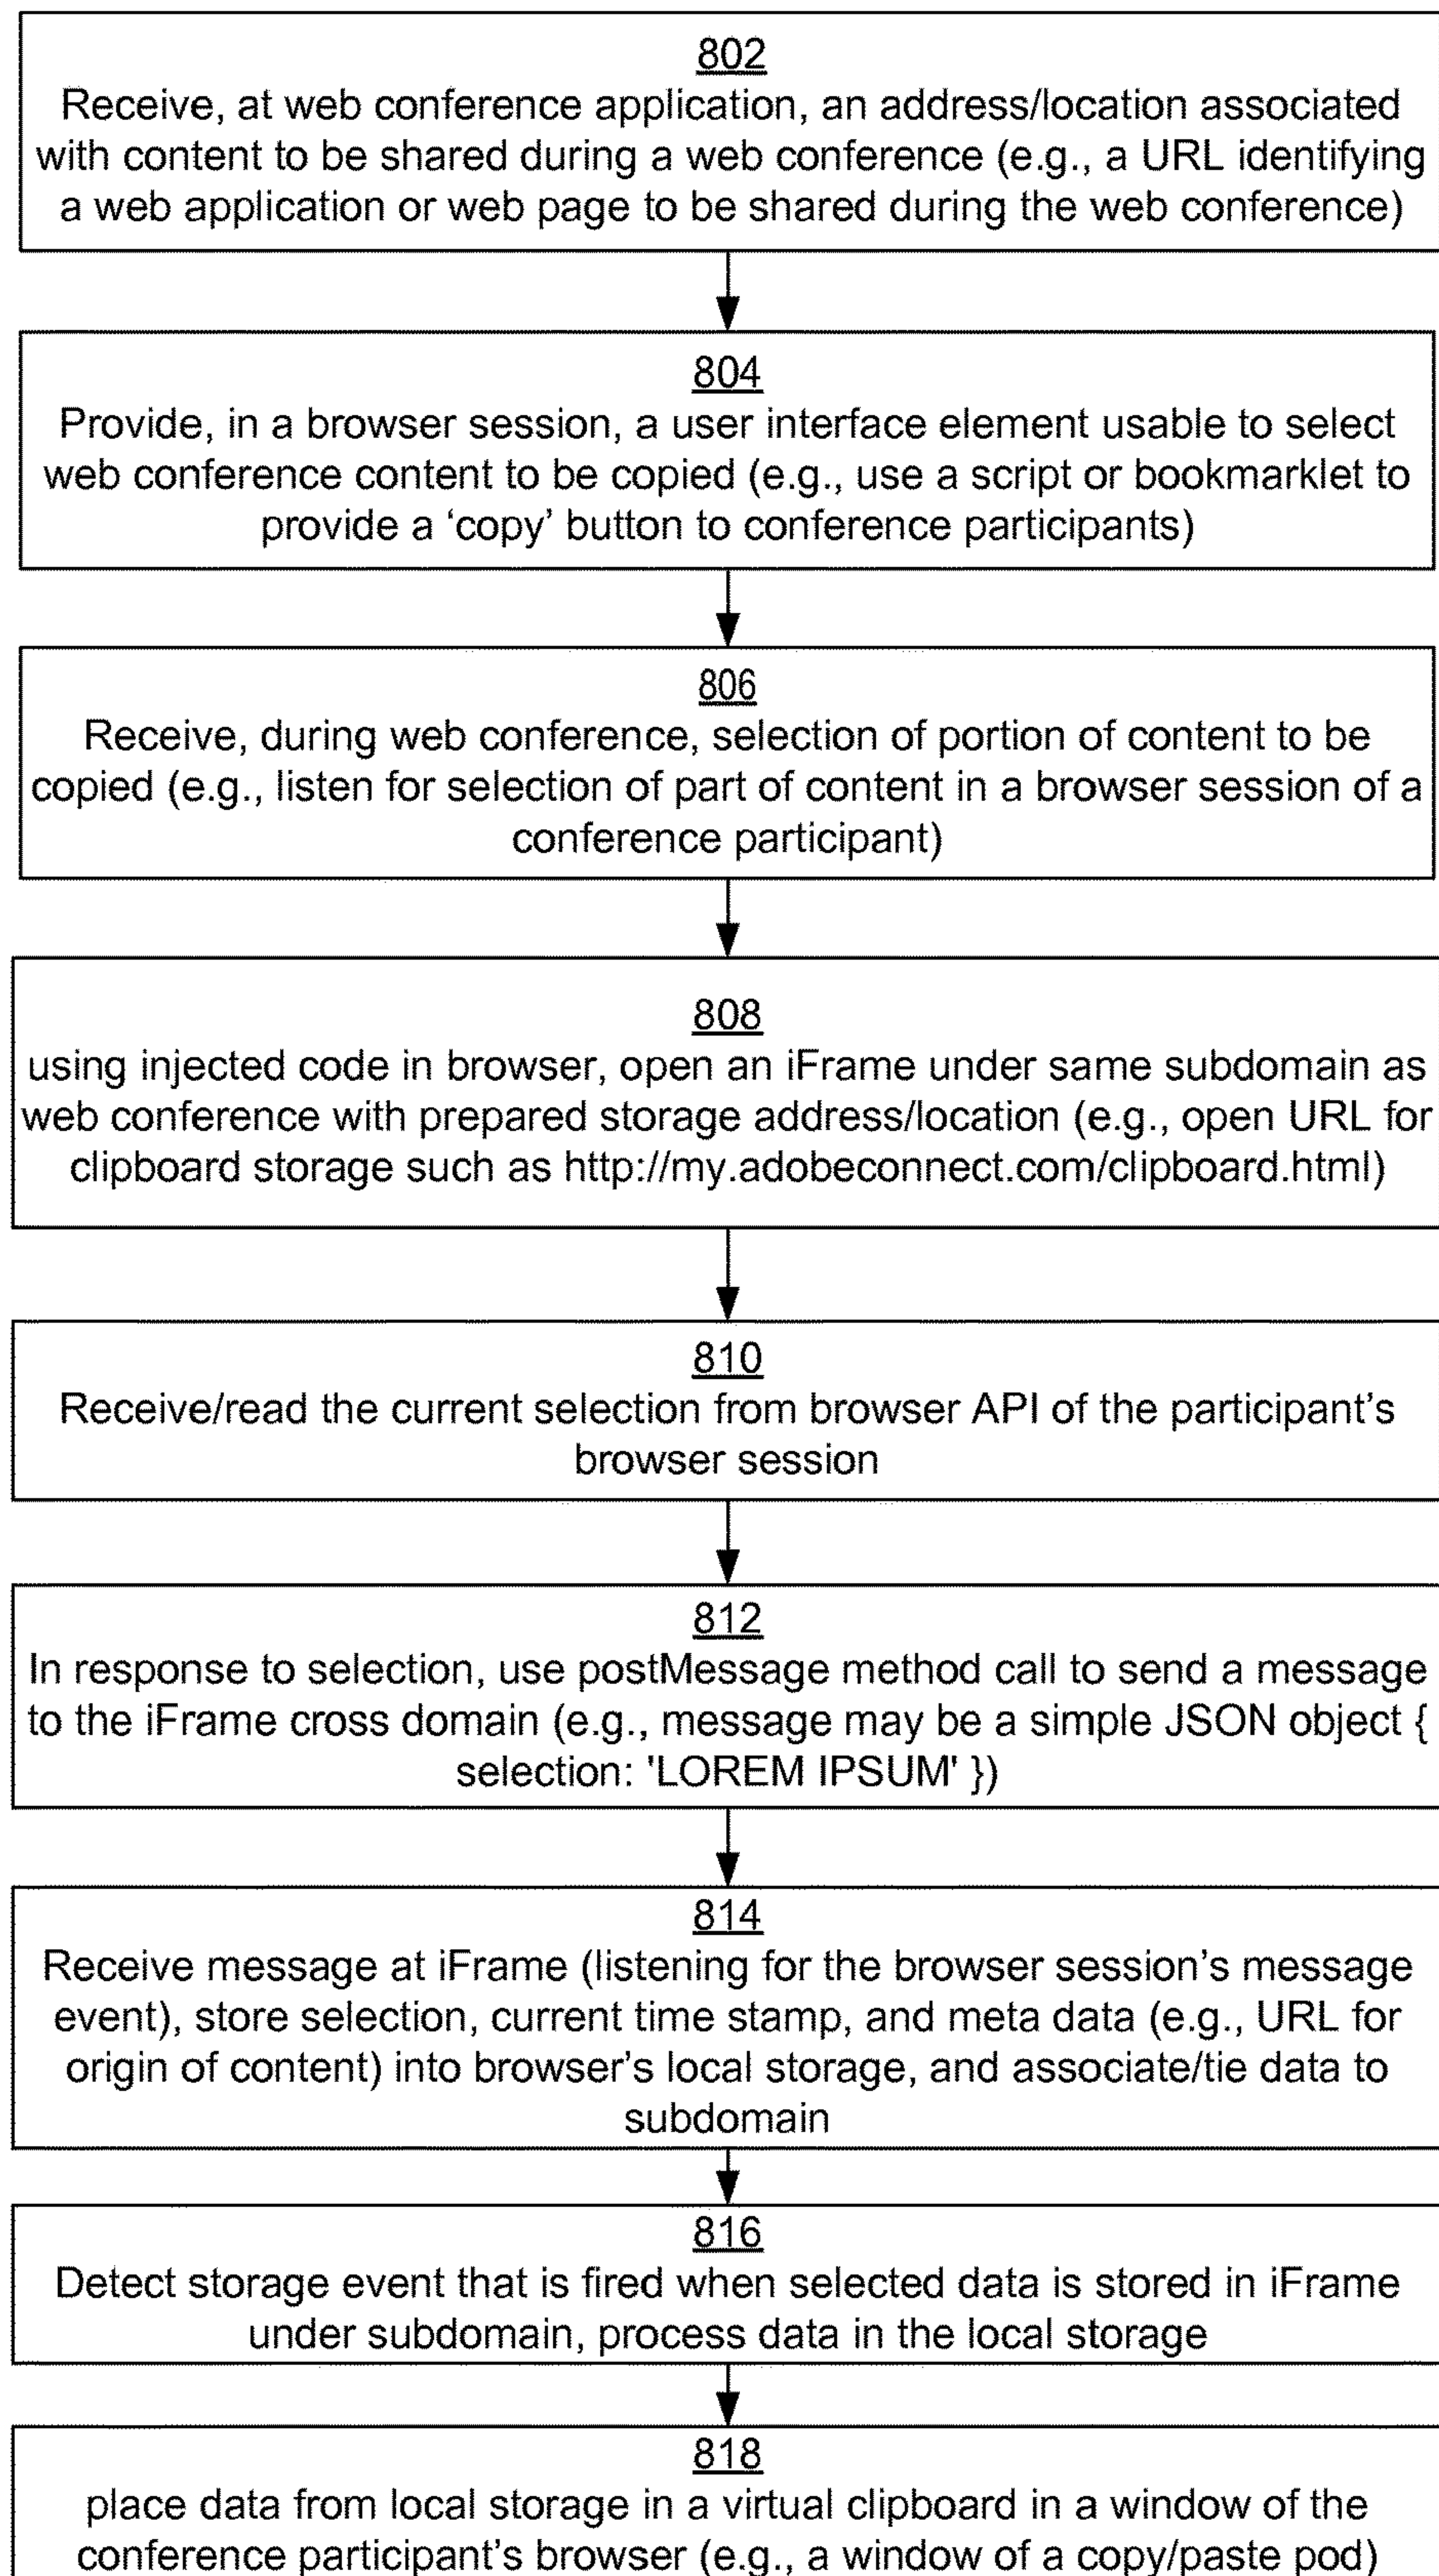 802
Receive, at web conference application, an address/location associated
with content to be shared during a web conference (e.g., a URL identifying
a web application or web page to be shared during the web conference)
804
Provide, in a browser session, a user interface element usable to select
web conference content to be copied (e.g., use a script or bookmarklet to
provide a ‘copy’ button to conference participants)
806
Receive, during web conference, selection of portion of content to be
copied (e.g., listen for selection of part of content in a browser session of a
conference participant)
808
using injected code in browser, open an iFrame under same subdomain as
web conference with prepared storage address/location (e.g., open URL for
clipboard storage such as http://my.adobeconnect.com/clipboard.html)
810
Receive/read the current selection from browser API of the participant’s
browser session
812
In response to selection, use postMessage method call to send a message
to the iFrame cross domain (e.g., message may be a simple JSON object {
selection: 'LOREM IPSUM' })
814
Receive message at iFrame (listening for the browser session’s message
event), store selection, current time stamp, and meta data (e.g., URL for
origin of content) into browser’s local storage, and associate/tie data to
subdomain
816
Detect storage event that is fired when selected data is stored in iFrame
under subdomain, process data in the local storage
818
place data from local storage in a virtual clipboard in a window of the
conference participant’s browser (e.g., a window of a copy/paste pod)